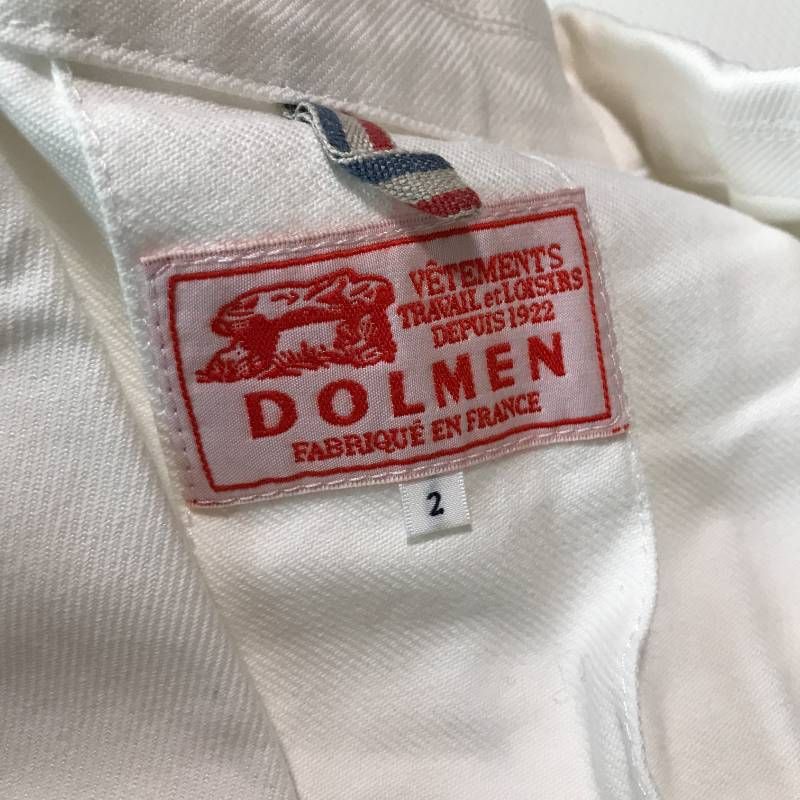 VÊTEMENTS
TRAVAIL et LOISIRS
DEPUIS 1922
DOLMEN
FABRIQUÉ EN FRANCE
2